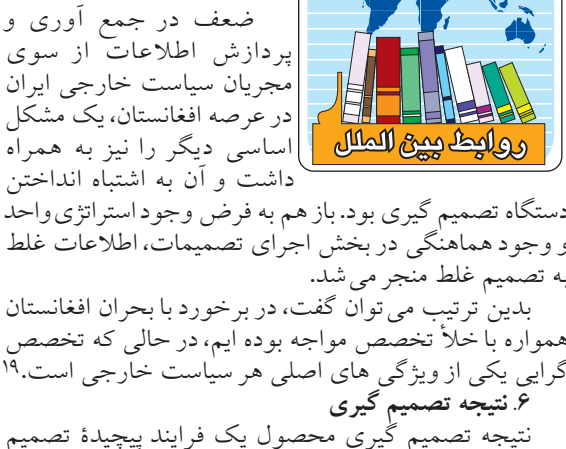 ضعف در جمع آوری و
پردازش اطلاعات از سوی
مجریان سیاست خارجی ایران
در عرصه افغانستان، یک مشکل
اساسی دیگر را نیز به همراه
داشت و آن به اشتباه انداختن
روابط بین الملل
دستگاه تصمیم گیری بود. باز هم به فرض وجود استراتژی واحد
و وجود هماهنگی در بخش اجرای تصمیمات، اطلاعات غلط
به تصمیم غلط منجر می شد.
بدین ترتیب می توان گفت، در برخورد با بحران افغانستان
همواره با خلأ تخصص مواجه بوده ایم، در حالی که تخصص
گرایی یکی از ویژگی های اصلی هر سیاست خارجی است.۱۹
۶. نتیجه تصمیم گیری
نتیجه تصمیم گیری محصول یک فرایند پیچیدهٔ تصمیم